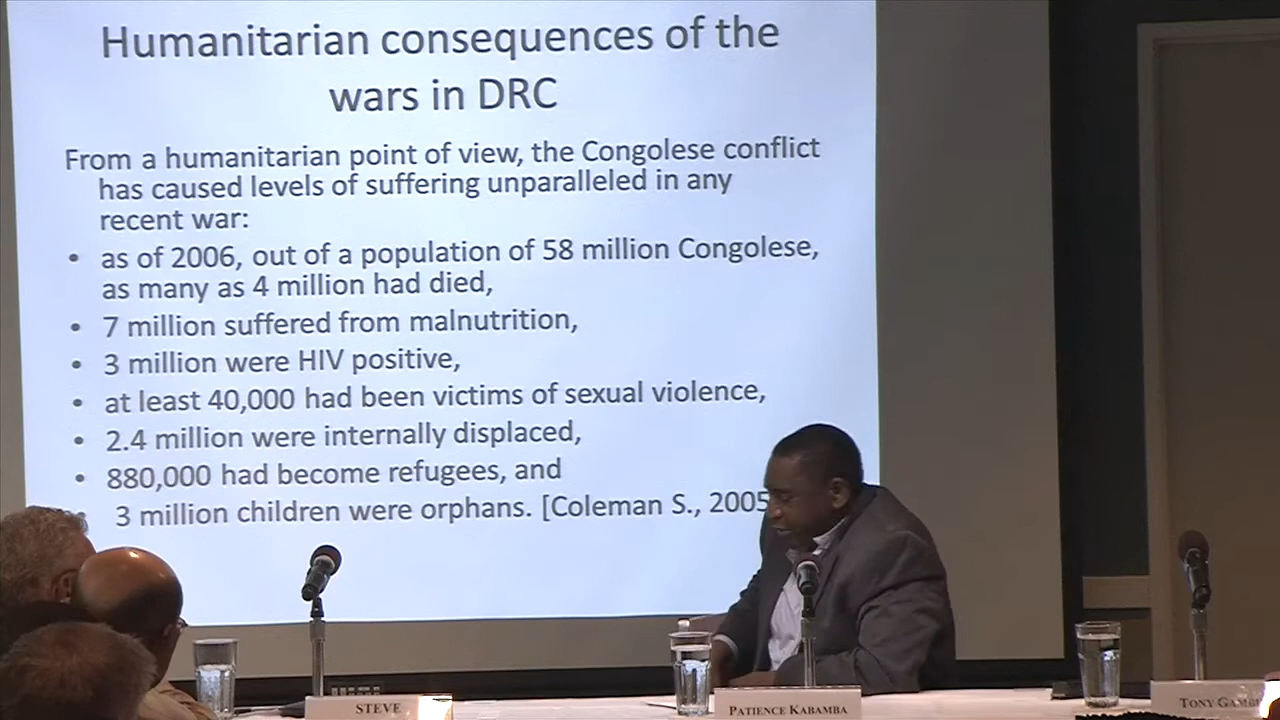 Humanitarian consequences of the
wars in DRC
From a humanitarian point of view, the Congolese conflict
has caused levels of suffering unparalleled in any
recent war:
• as of 2006, out of a population of 58 million Congolese,
as many as 4 million had died,
• 7 million suffered from malnutrition,
• 3 million were HIV positive,
• at least 40,000 had been victims of sexual violence,
• 2.4 million were internally displaced,
• 880,000 had become refugees, and
• 3 million children were orphans. [Coleman S., 2005
STEVE
PATIENCE KABAMBA
TONY